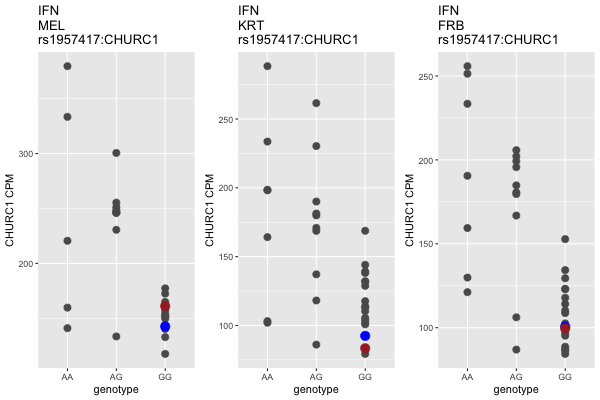 IFN
MEL
rs1957417:CHURC1
CHURC1 CPM
300
200
AA
AG
GG
genotype
IFN
KRT
rs1957417:CHURC1
CHURC1 CPM
250
200
150
100
AA
AG
GG
genotype
IFN
FRB
rs1957417:CHURC1
CHURC1 CPM
250
200
150
100
AA
AG
GG
genotype